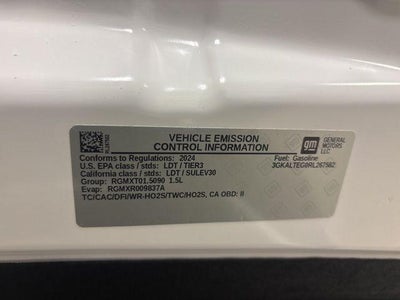 VEHICLE EMISSION
CONTROL INFORMATION
gm GENERAL MOTORS LLC
Conforms to Regulations: 2024
Fuel: Gasoline
U.S. EPA class / stds: LDT / TIER3
3GKALTEG8RL267582
California class / stds: LDT / SULEV30
Group: RGMXT01.5090 1.5L
Evap: RGMXR009837A
TC/CAC/DFI/WR-HO2S/TWC/HO2S, CA OBD: II